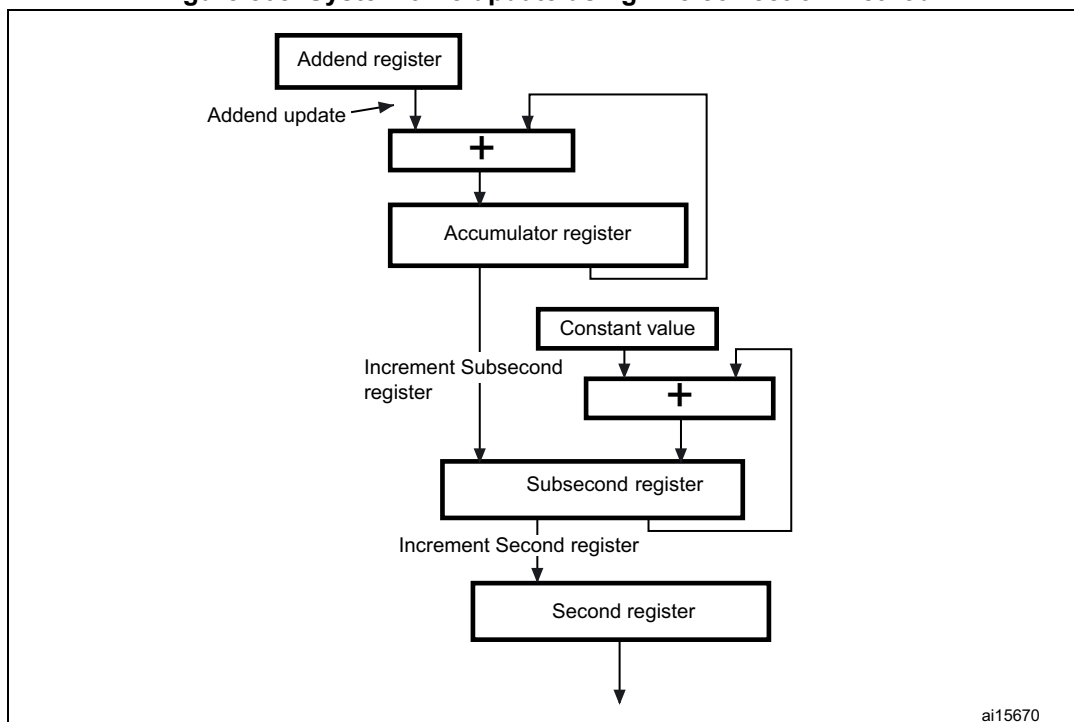 Addend register
Addend update
+
Accumulator register
Constant value
Increment Subsecond
register
+
Subsecond register
Increment Second register
Second register
ai15670